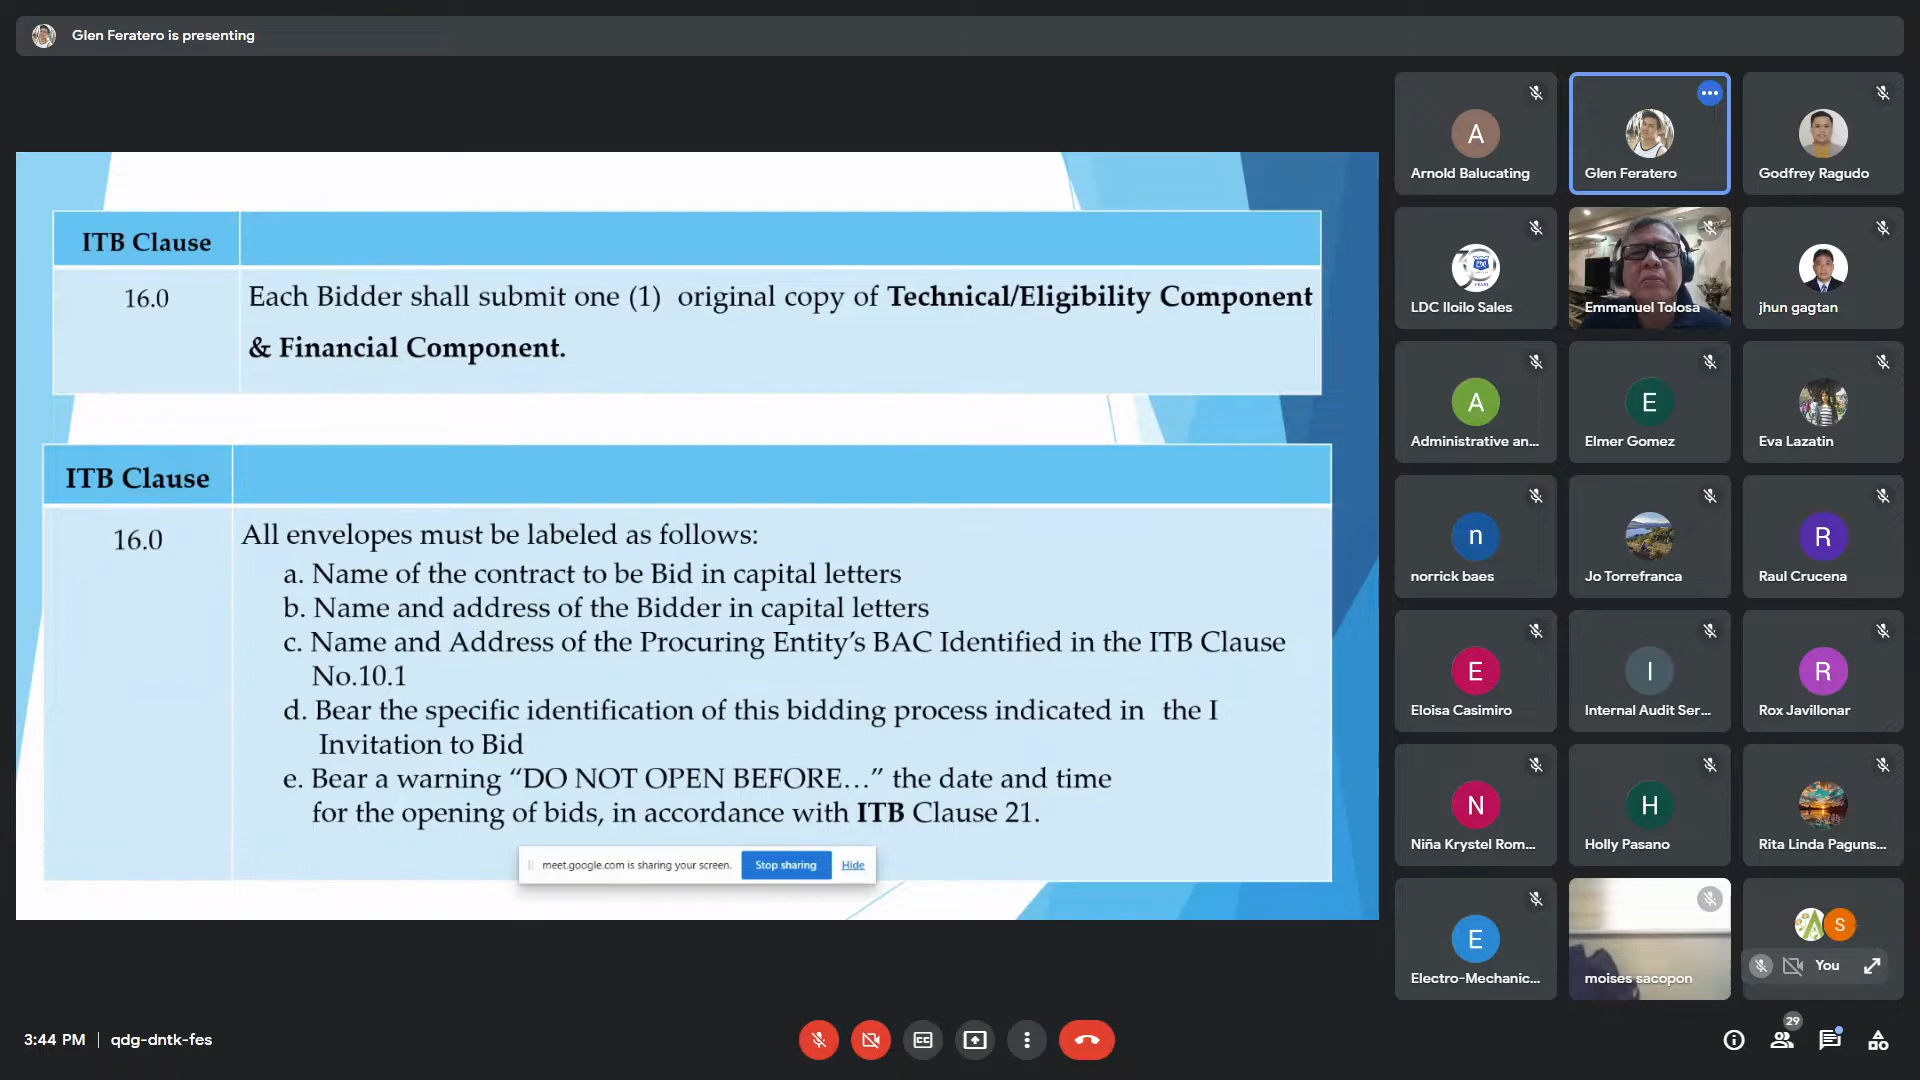 Glen Feratero is presenting
ITB Clause
16.0
Each Bidder shall submit one (1) original copy of Technical/Eligibility Component
& Financial Component.
ITB Clause
16.0
All envelopes must be labeled as follows:
a. Name of the contract to be Bid in capital letters
b. Name and address of the Bidder in capital letters
c. Name and Address of the Procuring Entity’s BAC Identified in the ITB Clause
No.10.1
d. Bear the specific identification of this bidding process indicated in the I
Invitation to Bid
e. Bear a warning “DO NOT OPEN BEFORE…” the date and time
for the opening of bids, in accordance with ITB Clause 21.
meet.google.com is sharing your screen. Stop sharing Hide
A
Arnold Balucating
Glen Feratero
Godfrey Ragudo
LDC Iloilo Sales
Emmanuel Tolosa
jhun gagtan
A
Administrative an...
E
Elmer Gomez
Eva Lazatin
n
norrick baes
Jo Torrefranca
R
Raul Crucena
E
Eloisa Casimiro
I
Internal Audit Ser...
R
Rox Javillonar
N
Niña Krystel Rom...
H
Holly Pasano
Rita Linda Paguns...
E
Electro-Mechanic...
moises sacopon
S
You
3:44 PM | qdg-dntk-fes
CC
29